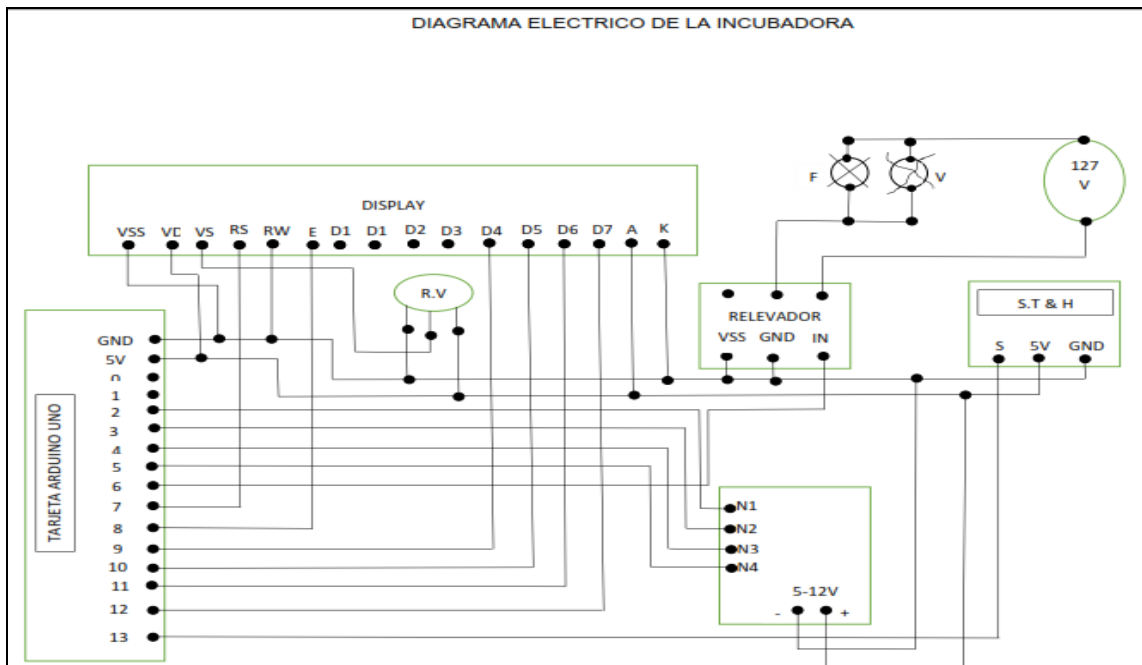 DIAGRAMA ELECTRICO DE LA INCUBADORA
127
V
F V
DISPLAY
VSS VD VS RS RW E D1 D1 D2 D3 D4 D5 D6 D7 A K
R.V
RELEVADOR
VSS GND IN
S.T & H
S 5V GND
TARJETA ARDUINO UNO
GND
5V
0
1
2
3
4
5
6
7
8
9
10
11
12
13
N1
N2
N3
N4
5-12V
- +